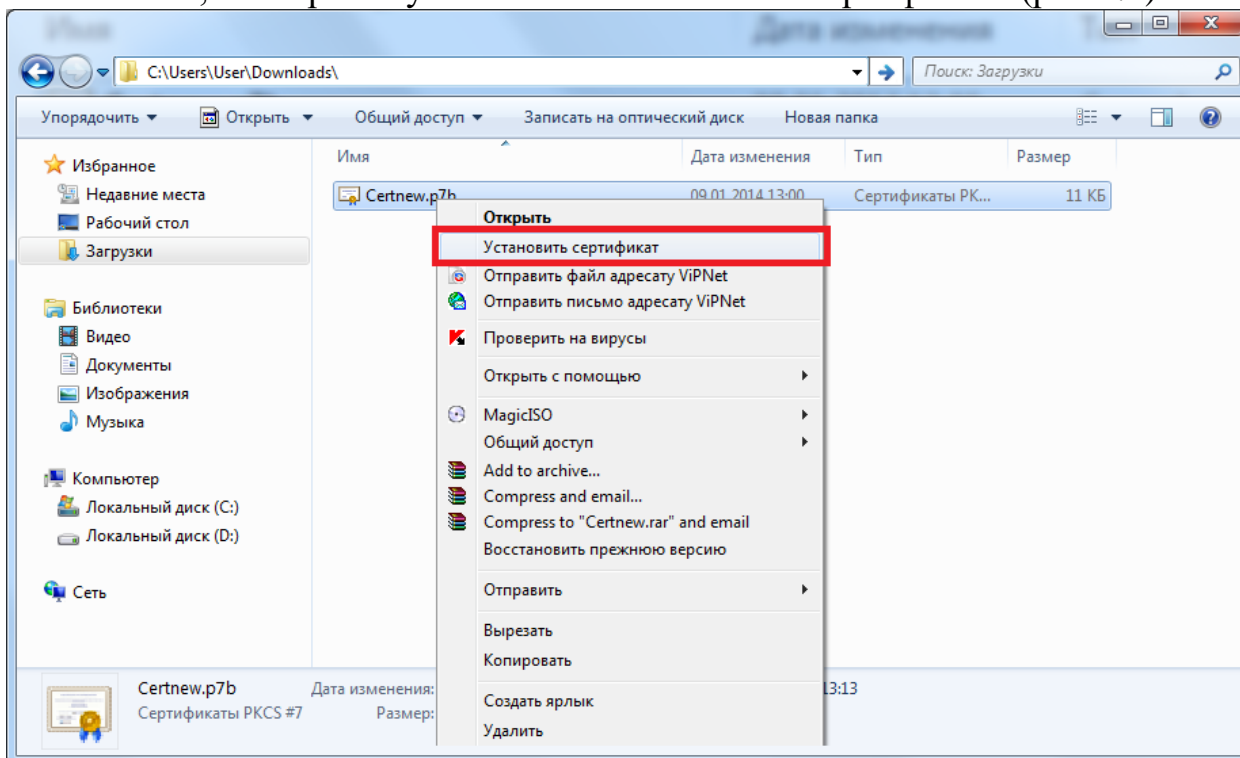 C:\Users\User\Downloads\
Поиск: Загрузки
Упорядочить
Открыть
Общий доступ
Записать на оптический диск
Новая папка
Избранное
Недавние места
Рабочий стол
Загрузки
Библиотеки
Видео
Документы
Изображения
Музыка
Компьютер
Локальный диск (C:)
Локальный диск (D:)
Сеть
Имя Дата изменения Тип Размер
Certnew.p7b 09.01.2014 13:00 Сертификаты PK... 11 КБ
Открыть
Установить сертификат
Отправить файл адресату ViPNet
Отправить письмо адресату ViPNet
Проверить на вирусы
Открыть с помощью
MagicISO
Общий доступ
Add to archive...
Compress and email...
Compress to "Certnew.rar" and email
Восстановить прежнюю версию
Отправить
Вырезать
Копировать
Создать ярлык
Удалить
Certnew.p7b Дата изменения: 13:13
Сертификаты PKCS #7 Размер: